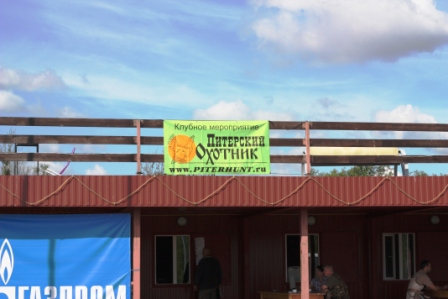 Клубное мероприятие
Питерский
Охотник
www.PITERHUNT.ru
ГАЗПРОМ